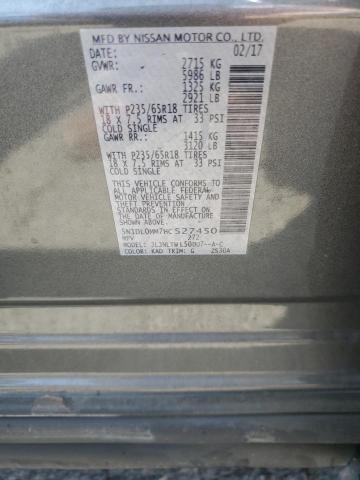 MFD BY NISSAN MOTOR CO., LTD.
DATE: 02/17
GVWR: 2715 KG
5986 LB
GAWR FR: 1325 KG
2921 LB
WITH P235/65R18 TIRES
18 X 7.5 RIMS AT 33 PSI
COLD SINGLE
GAWR RR: 1415 KG
3120 LB
WITH P235/65R18 TIRES
18 X 7.5 RIMS AT 33 PSI
COLD SINGLE
THIS VEHICLE CONFORMS TO
ALL APPLICABLE FEDERAL
MOTOR VEHICLE SAFETY AND
THEFT PREVENTION
STANDARDS IN EFFECT ON
THE DATE OF MANUFACTURE
SHOWN ABOVE.
5N1DL0MM7HC527450
MPV 272
MODEL:
COLOR: KAD TRIM: G 2530A